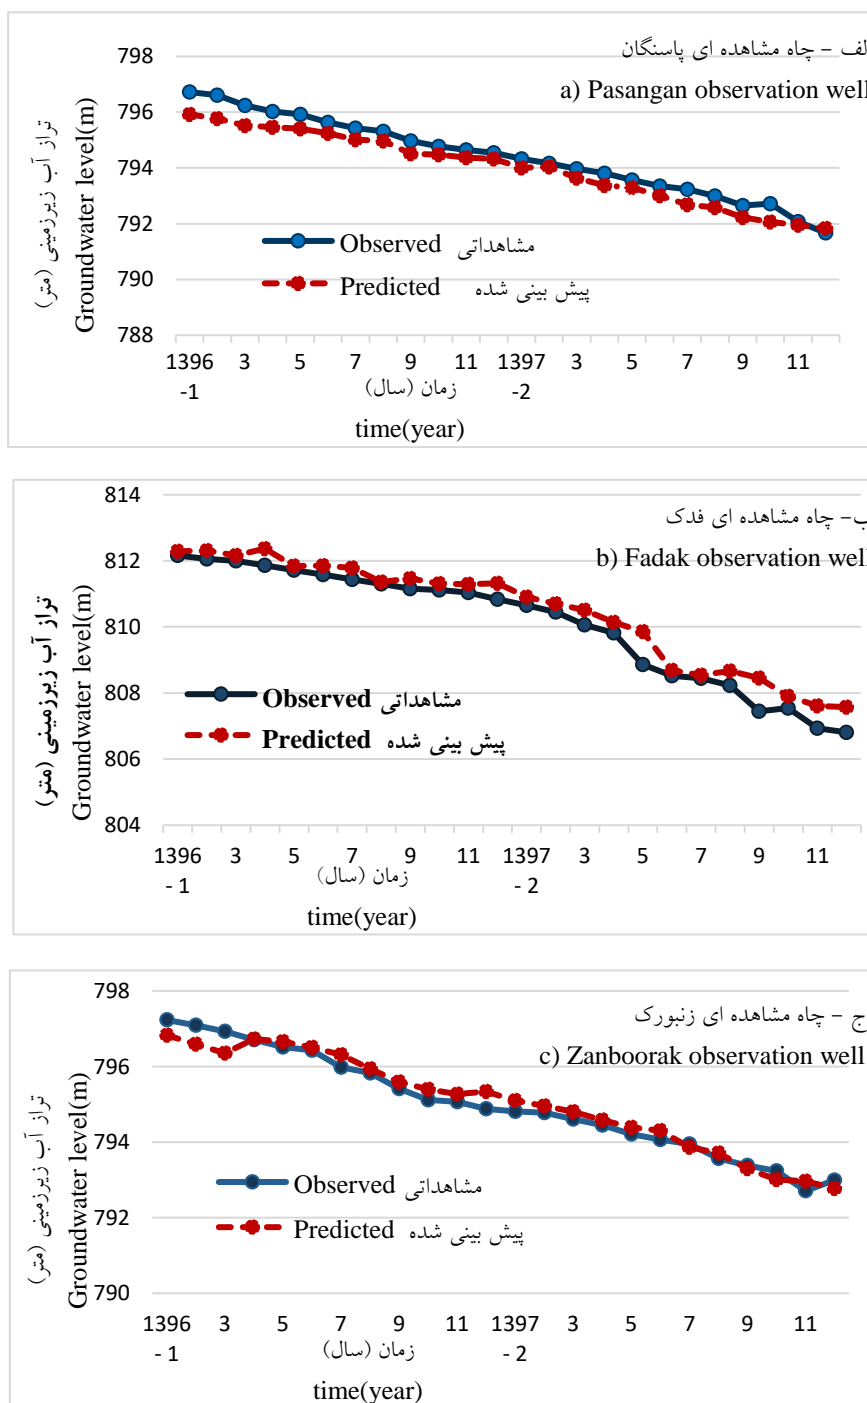 الف - چاه مشاهده ای پاسنگان
a) Pasangan observation well
798
796
794
792
790
788
تراز آب زیرزمینی (متر)
Groundwater level(m)
Observed مشاهداتی
Predicted پیش بینی شده
1396 3 5 7 9 11 1397 3 5 7 9 11
-1 -2
زمان (سال)
time(year)
ب- چاه مشاهده ای فدک
b) Fadak observation well
814
812
810
808
806
804
تراز آب زیرزمینی (متر)
Groundwater level(m)
Observed مشاهداتی
Predicted پیش بینی شده
1396 3 5 7 9 11 1397 3 5 7 9 11
- 1 - 2
زمان (سال)
time(year)
ج - چاه مشاهده ای زنبورک
c) Zanboorak observation well
798
796
794
792
790
تراز آب زیرزمینی (متر)
Groundwater level(m)
Observed مشاهداتی
Predicted پیش بینی شده
1396 3 5 7 9 11 1397 3 5 7 9 11
- 1 - 2
زمان (سال)
time(year)